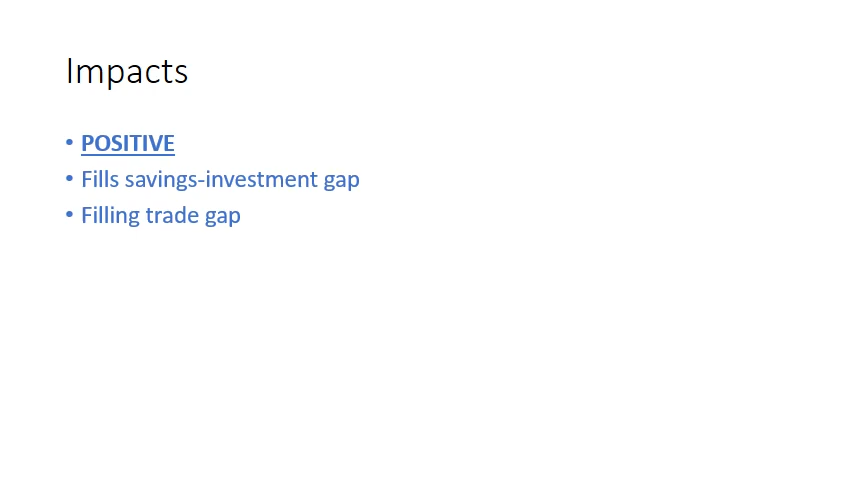 Impacts
• POSITIVE
• Fills savings-investment gap
• Filling trade gap